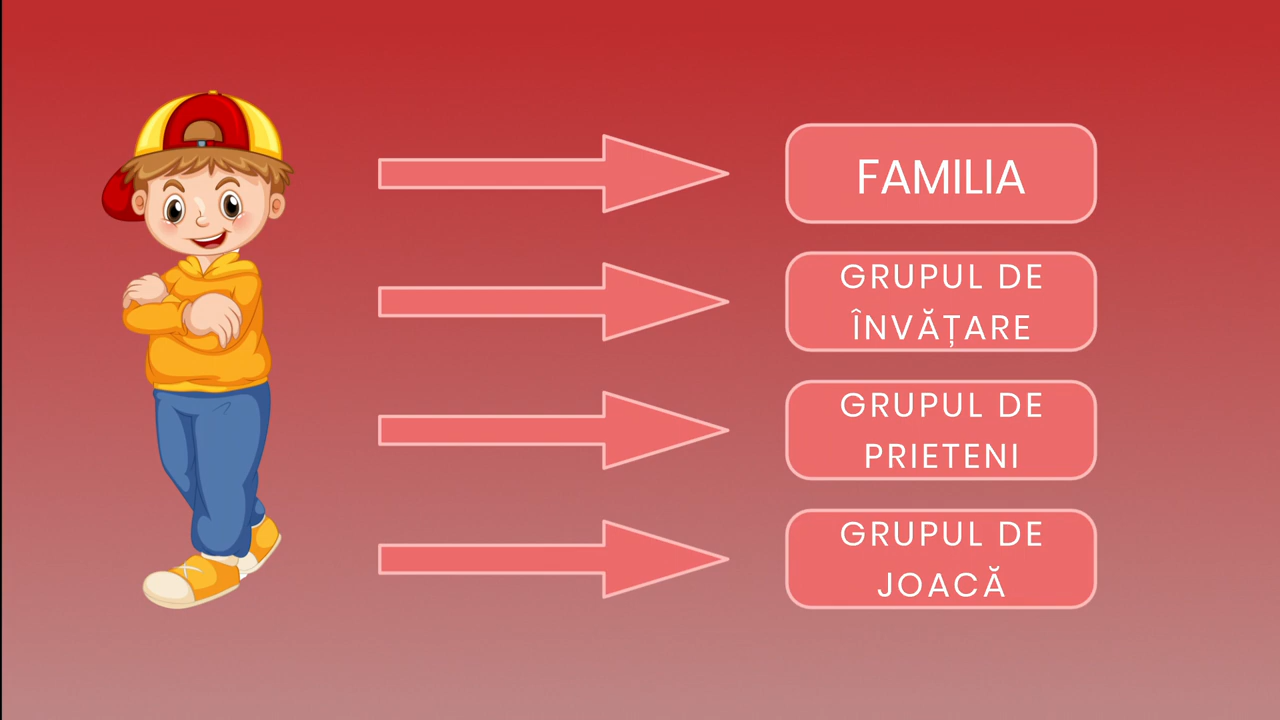 FAMILIA
GRUPUL DE
ÎNVĂȚARE
GRUPUL DE
PRIETENI
GRUPUL DE
JOACĂ